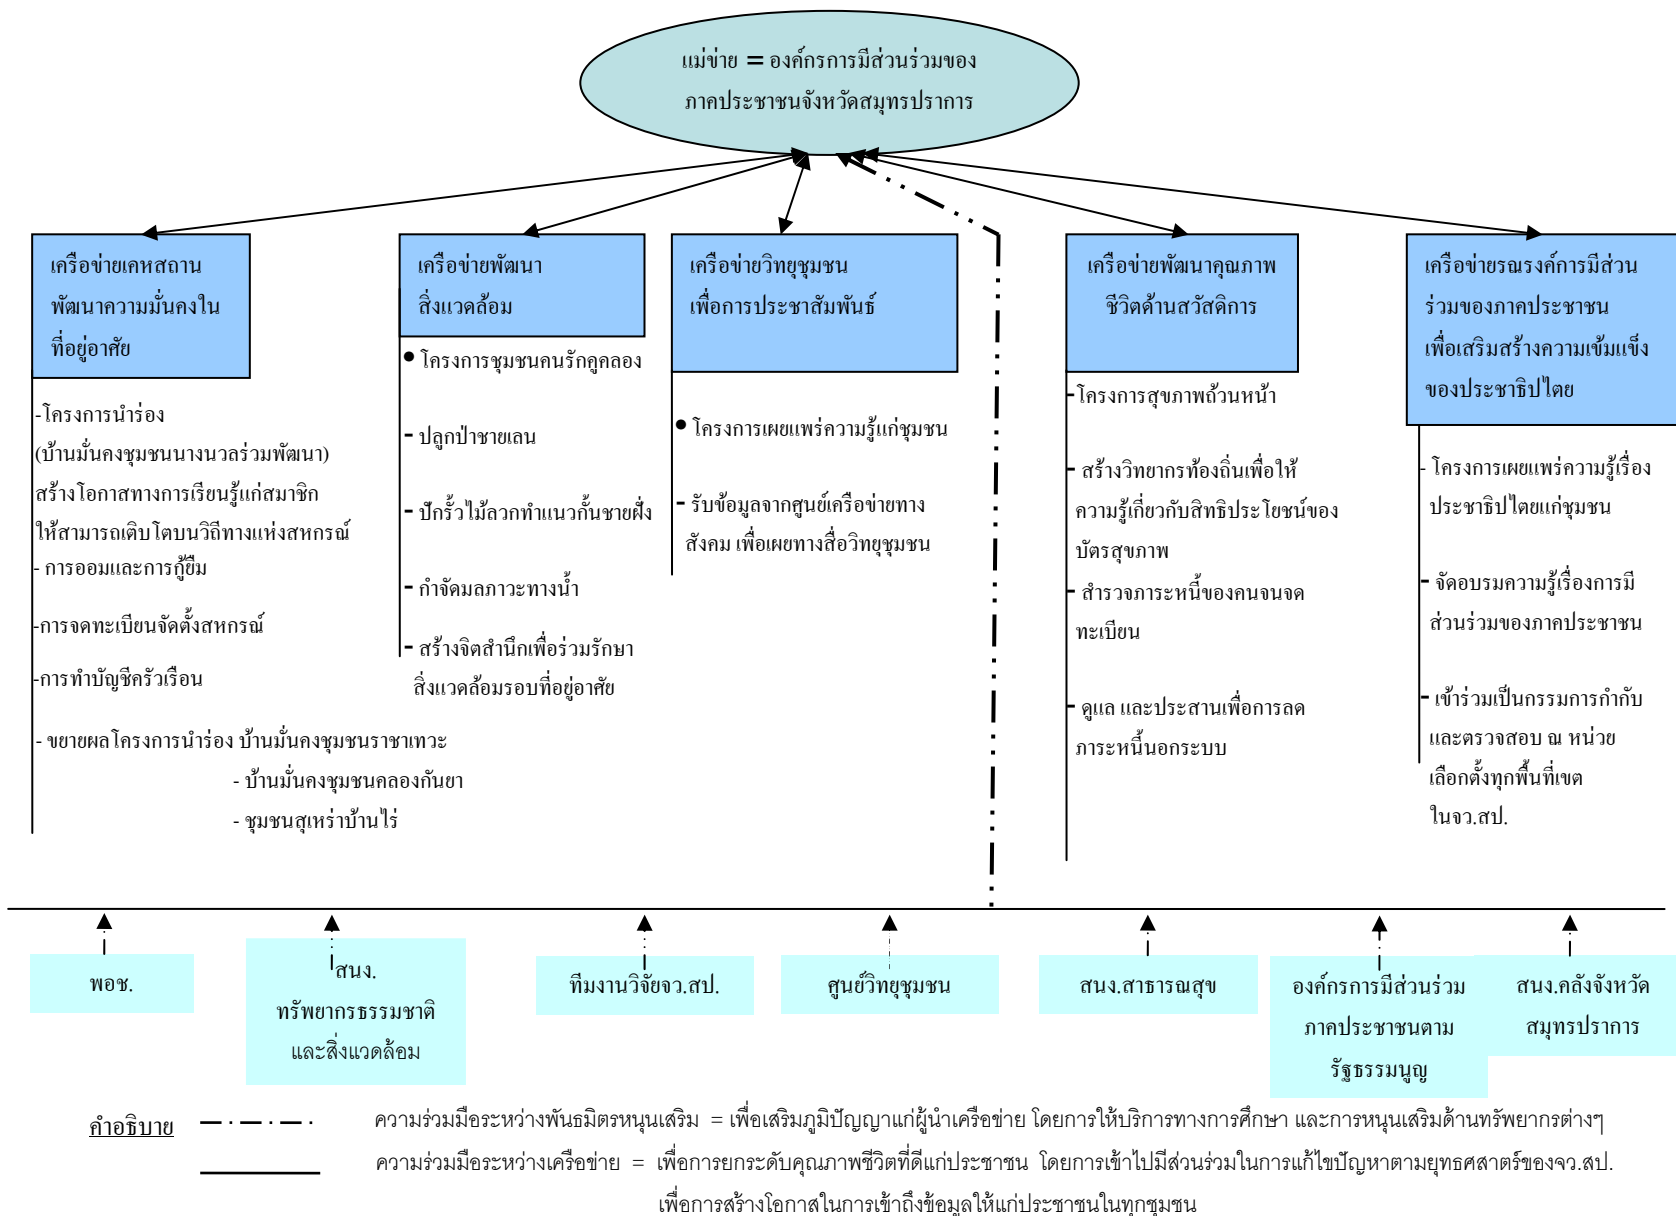 แม่ข่าย = องค์กรการมีส่วนร่วมของ
ภาคประชาชนจังหวัดสมุทรปราการ
เครือข่ายเคหสถาน
พัฒนาความมั่นคงใน
ที่อยู่อาศัย
-โครงการนำร่อง
(บ้านมั่นคงชุมชนนางนวลร่วมพัฒนา)
สร้างโอกาสทางการเรียนรู้แก่สมาชิก
ให้สามารถเติบโตบนวิถีทางแห่งสหกรณ์
- การออมและการกู้ยืม
-การจดทะเบียนจัดตั้งสหกรณ์
-การทำบัญชีครัวเรือน
- ขยายผลโครงการนำร่อง บ้านมั่นคงชุมชนราชาเทวะ
- บ้านมั่นคงชุมชนคลองกันยา
- ชุมชนสุเหร่าบ้านไร่
เครือข่ายพัฒนา
สิ่งแวดล้อม
• โครงการชุมชนคนรักคูคลอง
- ปลูกป่าชายเลน
- ปักรั้วไม้ลวกทำแนวกั้นชายฝั่ง
- กำจัดมลภาวะทางน้ำ
- สร้างจิตสำนึกเพื่อร่วมรักษา
สิ่งแวดล้อมรอบที่อยู่อาศัย
เครือข่ายวิทยุชุมชน
เพื่อการประชาสัมพันธ์
• โครงการเผยแพร่ความรู้แก่ชุมชน
- รับข้อมูลจากศูนย์เครือข่ายทาง
สังคม เพื่อเผยทางสื่อวิทยุชุมชน
เครือข่ายพัฒนาคุณภาพ
ชีวิตด้านสวัสดิการ
-โครงการสุขภาพถ้วนหน้า
- สร้างวิทยากรท้องถิ่นเพื่อให้
ความรู้เกี่ยวกับสิทธิประโยชน์ของ
บัตรสุขภาพ
- สำรวจภาระหนี้ของคนจนจด
ทะเบียน
- ดูแล และประสานเพื่อการลด
ภาระหนี้นอกระบบ
เครือข่ายรณรงค์การมีส่วน
ร่วมของภาคประชาชน
เพื่อเสริมสร้างความเข้มแข็ง
ของประชาธิปไตย
- โครงการเผยแพร่ความรู้เรื่อง
ประชาธิปไตยแก่ชุมชน
- จัดอบรมความรู้เรื่องการมี
ส่วนร่วมของภาคประชาชน
- เข้าร่วมเป็นกรรมการกำกับ
และตรวจสอบ ณ หน่วย
เลือกตั้งทุกพื้นที่เขต
ในจว.สป.
พอช.
สนง.
ทรัพยากรธรรมชาติ
และสิ่งแวดล้อม
ทีมงานวิจัยจว.สป.
ศูนย์วิทยุชุมชน
สนง.สาธารณสุข
องค์กรการมีส่วนร่วม
ภาคประชาชนตาม
รัฐธรรมนูญ
สนง.คลังจังหวัด
สมุทรปราการ
คำอธิบาย
ความร่วมมือระหว่างพันธมิตรหนุนเสริม = เพื่อเสริมภูมิปัญญาแก่ผู้นำเครือข่าย โดยการให้บริการทางการศึกษา และการหนุนเสริมด้านทรัพยากรต่างๆ
ความร่วมมือระหว่างเครือข่าย = เพื่อการยกระดับคุณภาพชีวิตที่ดีแก่ประชาชน โดยการเข้าไปมีส่วนร่วมในการแก้ไขปัญหาตามยุทธศสาตร์ของจว.สป.
เพื่อการสร้างโอกาสในการเข้าถึงข้อมูลให้แก่ประชาชนในทุกชุมชน